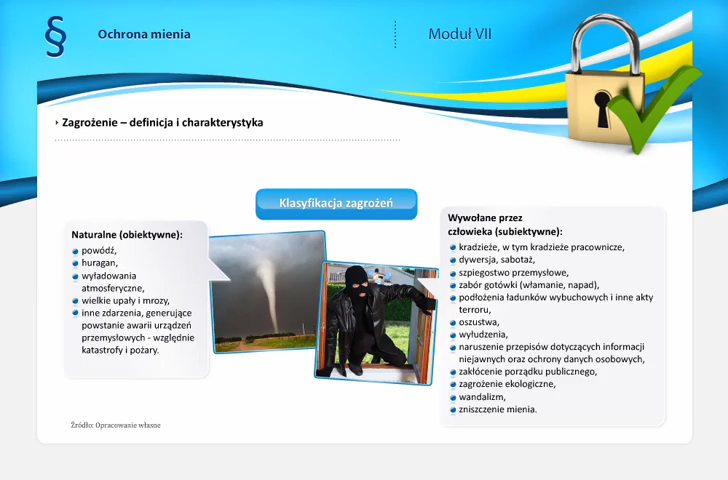 §
Ochrona mienia
Moduł VII
Zagrożenie – definicja i charakterystyka
Klasyfikacja zagrożeń
Naturalne (obiektywne):
powódź,
huragan,
wyładowania
atmosferyczne,
wielkie upały i mrozy,
inne zdarzenia, generujące
powstanie awarii urządzeń
przemysłowych - względnie
katastrofy i pożary.
Wywołane przez
człowieka (subiektywne):
kradzieże, w tym kradzieże pracownicze,
dywersja, sabotaż,
szpiegostwo przemysłowe,
zabór gotówki (włamanie, napad),
podłożenia ładunków wybuchowych i inne akty
terroru,
oszustwa,
wyłudzenia,
naruszenie przepisów dotyczących informacji
niejawnych oraz ochrony danych osobowych,
zakłócenie porządku publicznego,
zagrożenie ekologiczne,
wandalizm,
zniszczenie mienia.
Źródło: Opracowanie własne